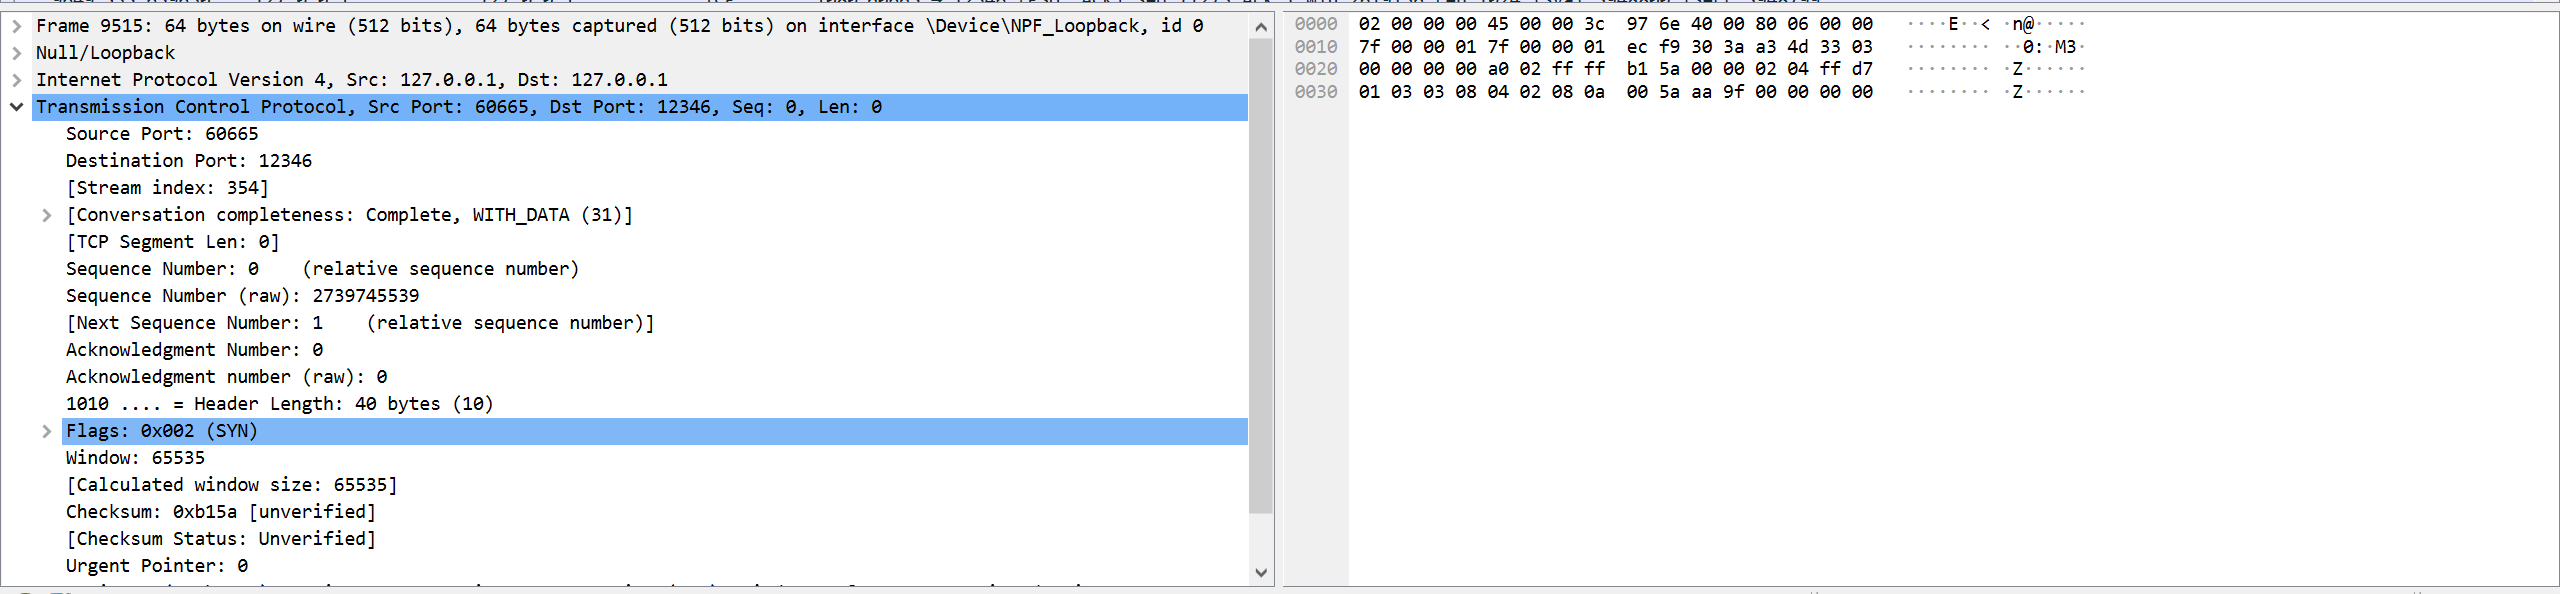 Frame 9515: 64 bytes on wire (512 bits), 64 bytes captured (512 bits) on interface \Device\NPF_Loopback, id 0
Null/Loopback
Internet Protocol Version 4, Src: 127.0.0.1, Dst: 127.0.0.1
Transmission Control Protocol, Src Port: 60665, Dst Port: 12346, Seq: 0, Len: 0
Source Port: 60665
Destination Port: 12346
[Stream index: 354]
[Conversation completeness: Complete, WITH_DATA (31)]
[TCP Segment Len: 0]
Sequence Number: 0    (relative sequence number)
Sequence Number (raw): 2739745539
[Next Sequence Number: 1    (relative sequence number)]
Acknowledgment Number: 0
Acknowledgment number (raw): 0
1010 .... = Header Length: 40 bytes (10)
Flags: 0x002 (SYN)
Window: 65535
[Calculated window size: 65535]
Checksum: 0xb15a [unverified]
[Checksum Status: Unverified]
Urgent Pointer: 0
0000 02 00 00 00 45 00 00 3c 97 6e 40 00 80 06 00 00 ····E··< ·n@·····
0010 7f 00 00 01 7f 00 00 01 ec f9 30 3a a3 4d 33 03 ········ ··0:·M3·
0020 00 00 00 00 a0 02 ff ff b1 5a 00 00 02 04 ff d7 ········ ·Z······
0030 01 03 03 08 04 02 08 0a 00 5a aa 9f 00 00 00 00 ········ ·Z······